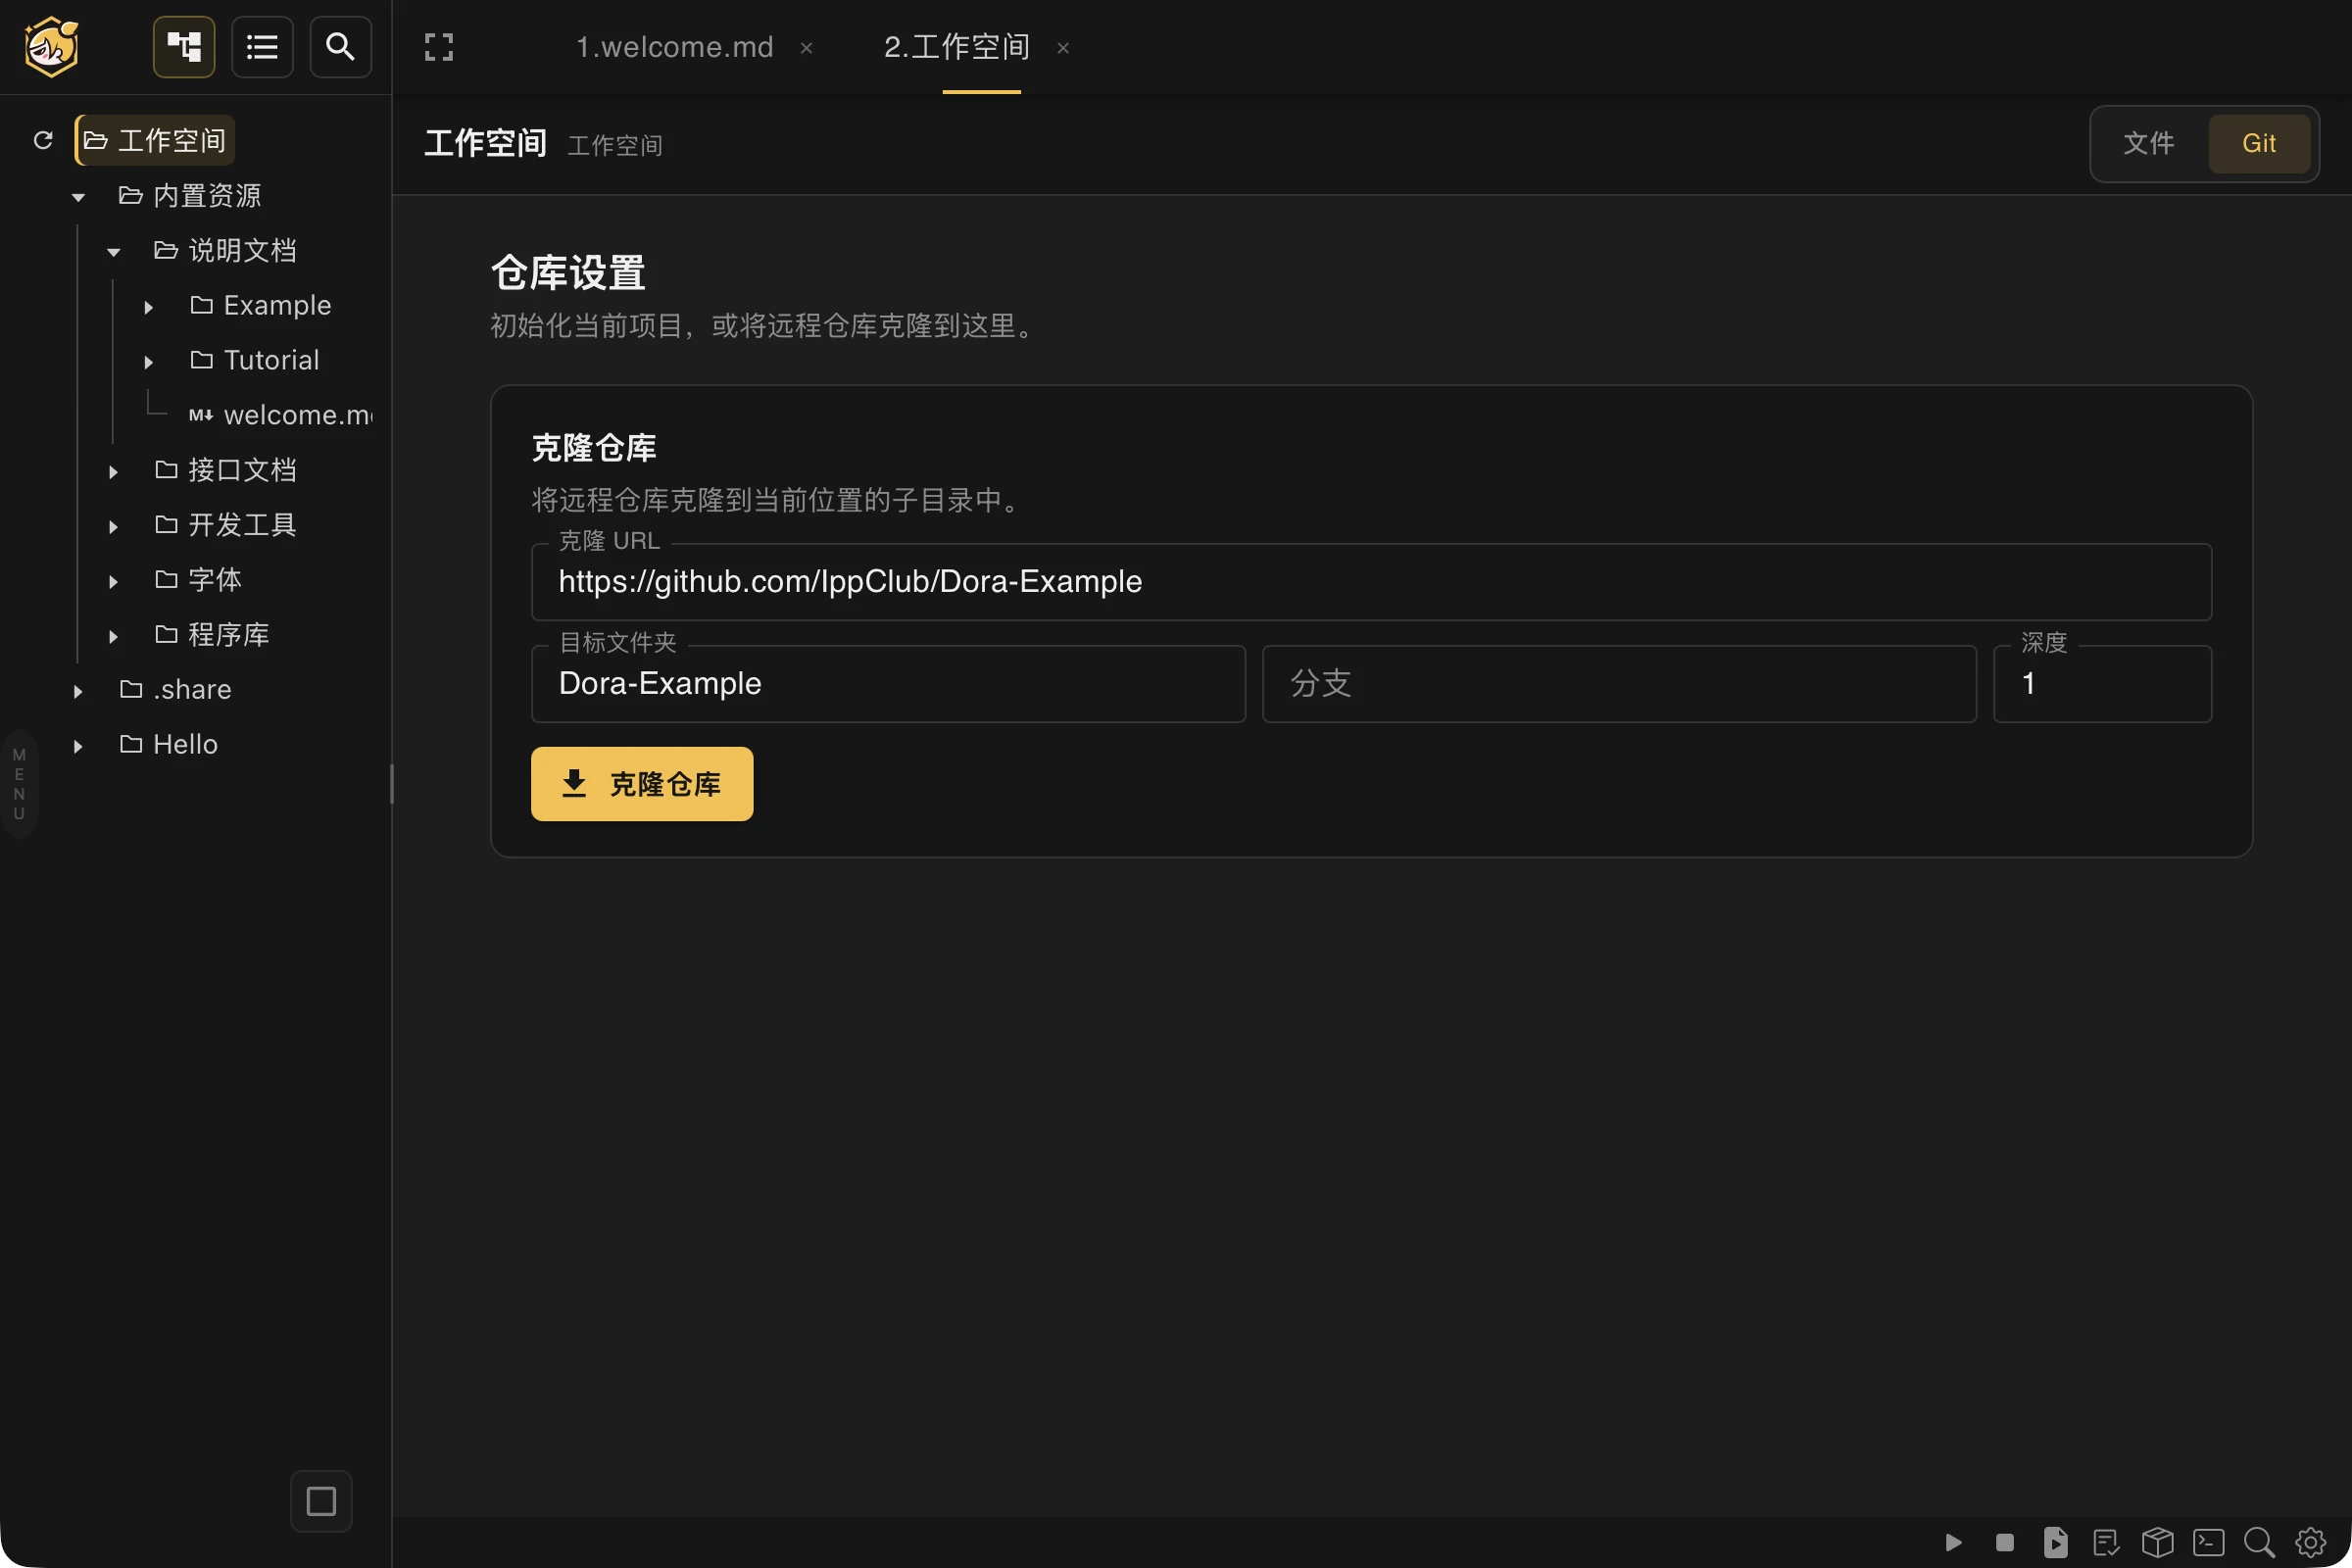 1.welcome.md ×
2.工作空间 ×
工作空间
内置资源
说明文档
Example
Tutorial
M↓ welcome.m
接口文档
开发工具
字体
程序库
.share
Hello
MENU
工作空间 工作空间
文件 Git
仓库设置
初始化当前项目，或将远程仓库克隆到这里。
克隆仓库
将远程仓库克隆到当前位置的子目录中。
克隆 URL
https://github.com/IppClub/Dora-Example
目标文件夹
Dora-Example
分支
深度
1
克隆仓库